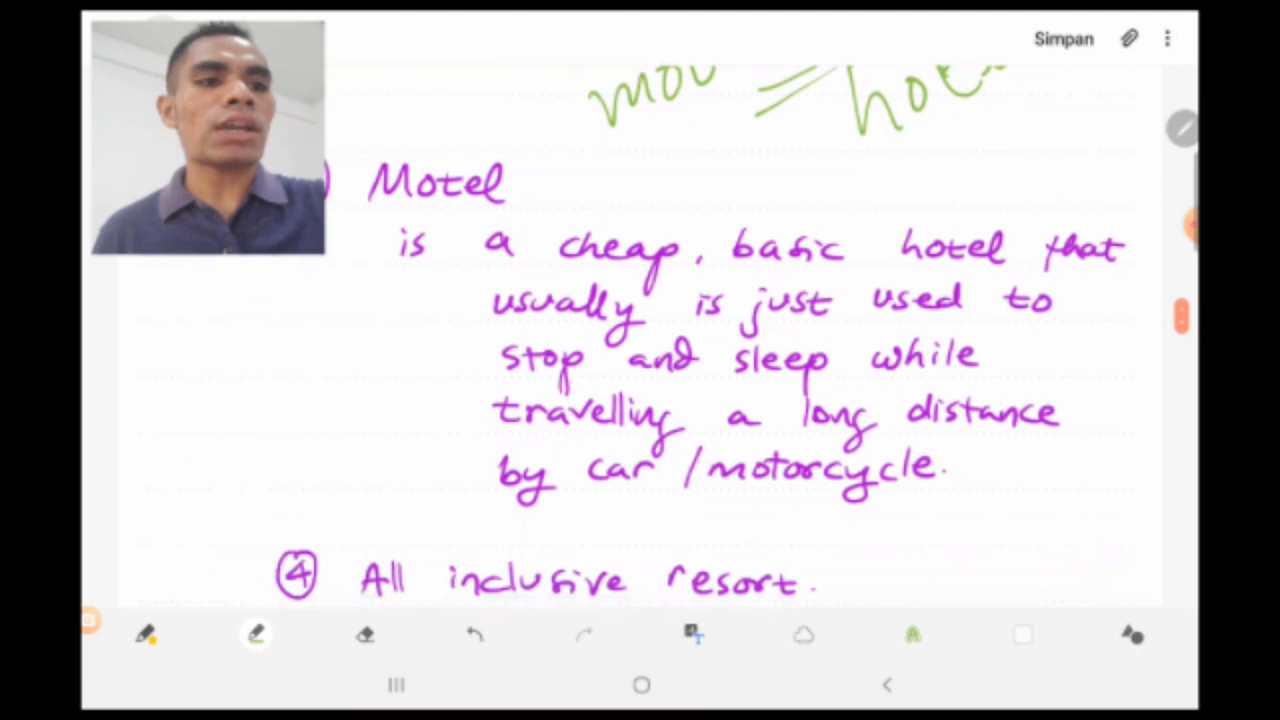 Simpan
) Motel
is a cheap, basic hotel that
usually is just used to
stop and sleep while
travelling a long distance
by car /motorcycle.
④ All inclusive resort.